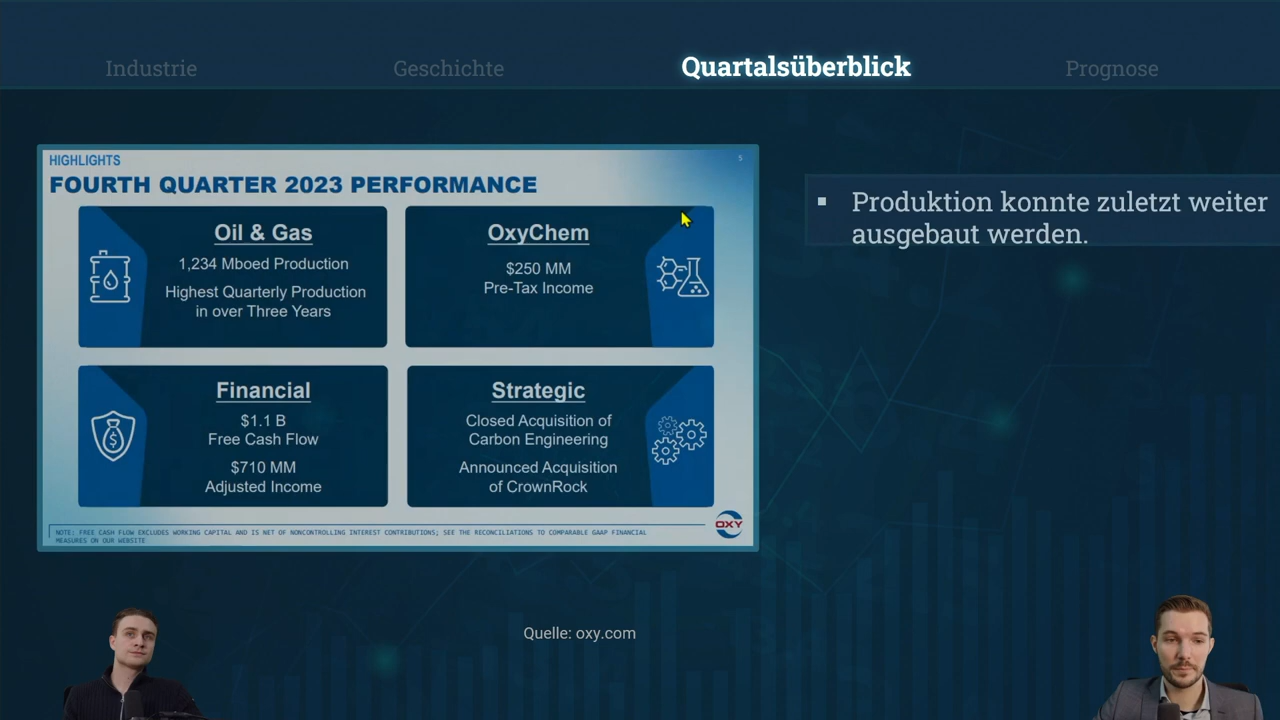 Industrie
Geschichte
Quartalsüberblick
Prognose
HIGHLIGHTS
5
FOURTH QUARTER 2023 PERFORMANCE
Oil & Gas
1,234 Mboed Production
Highest Quarterly Production
in over Three Years
OxyChem
$250 MM
Pre-Tax Income
Financial
$1.1 B
Free Cash Flow
$710 MM
Adjusted Income
Strategic
Closed Acquisition of
Carbon Engineering
Announced Acquisition
of CrownRock
NOTE: FREE CASH FLOW EXCLUDES WORKING CAPITAL AND IS NET OF NONCONTROLLING INTEREST CONTRIBUTIONS; SEE THE RECONCILIATIONS TO COMPARABLE GAAP FINANCIAL
MEASURES ON OUR WEBSITE
OXY
▪ Produktion konnte zuletzt weiter
ausgebaut werden.
Quelle: oxy.com